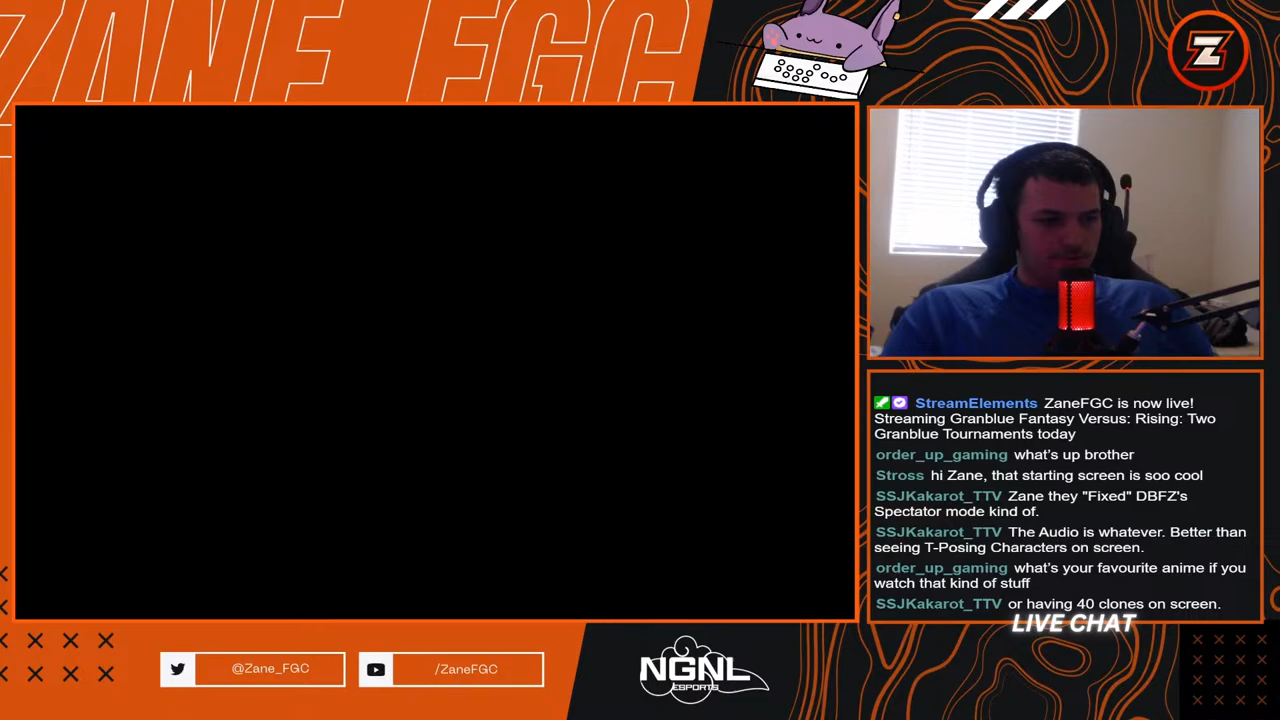 ZANE FGC
Z
StreamElements ZaneFGC is now live!
Streaming Granblue Fantasy Versus: Rising: Two
Granblue Tournaments today
order_up_gaming what's up brother
Stross hi Zane, that starting screen is soo cool
SSJKakarot_TTV Zane they "Fixed" DBFZ's
Spectator mode kind of.
SSJKakarot_TTV The Audio is whatever. Better than
seeing T-Posing Characters on screen.
order_up_gaming what's your favourite anime if you
watch that kind of stuff
SSJKakarot_TTV or having 40 clones on screen.
LIVE CHAT
@Zane_FGC
/ZaneFGC
NGNL
ESPORTS